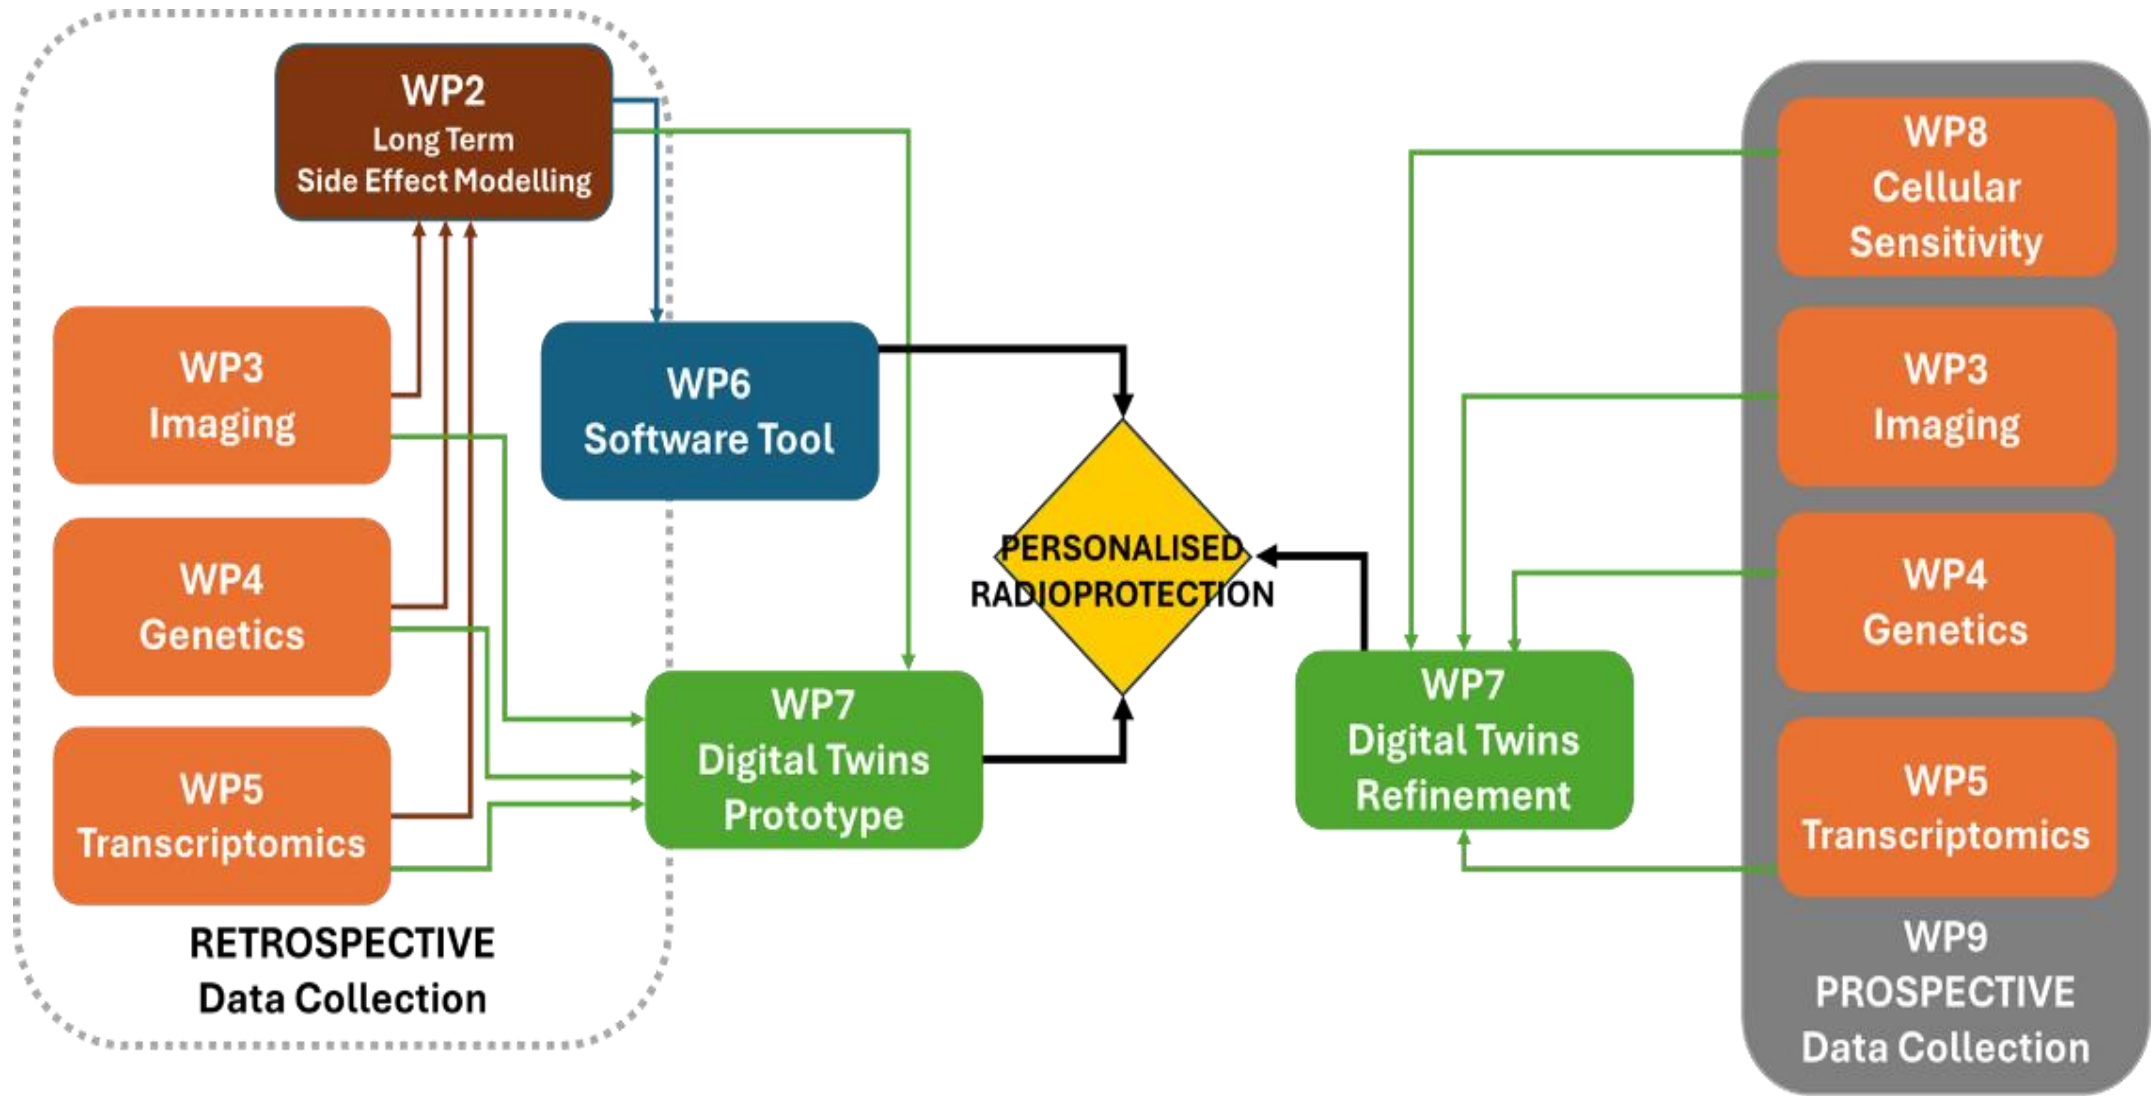 WP2
Long Term
Side Effect Modelling
WP3
Imaging
WP4
Genetics
WP5
Transcriptomics
RETROSPECTIVE
Data Collection
WP6
Software Tool
WP7
Digital Twins
Prototype
PERSONALISED
RADIOPROTECTION
WP7
Digital Twins
Refinement
WP8
Cellular
Sensitivity
WP3
Imaging
WP4
Genetics
WP5
Transcriptomics
WP9
PROSPECTIVE
Data Collection